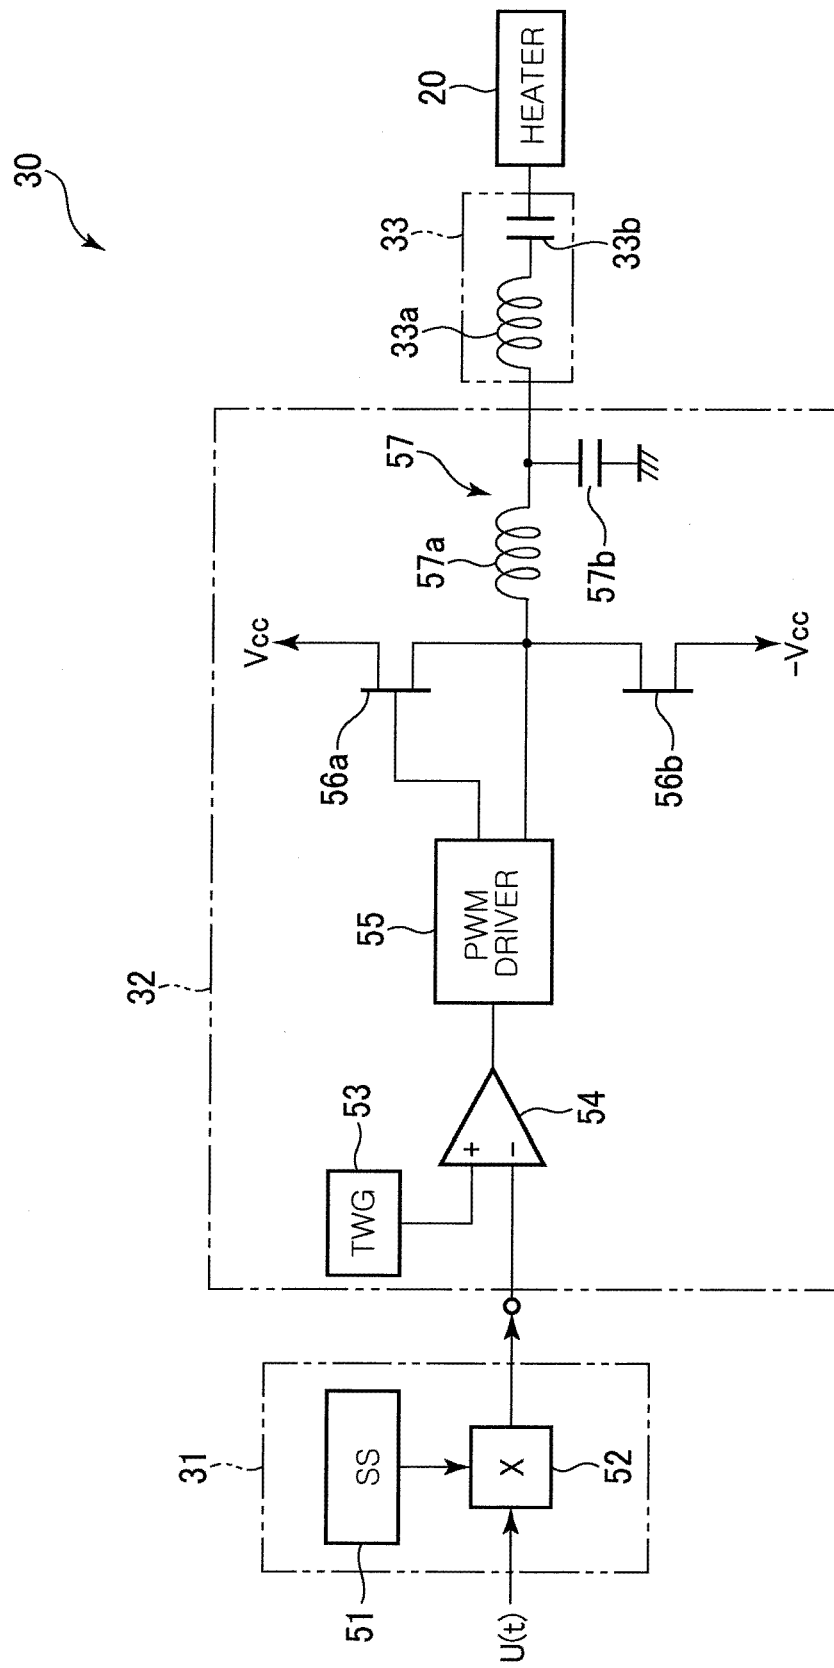 30
31
51
SS
U(t)
X
52
32
TWG
53
+
−
54
55
PWM
DRIVER
Vcc
56a
56b
−Vcc
57
57a
57b
33
33a
33b
20
HEATER